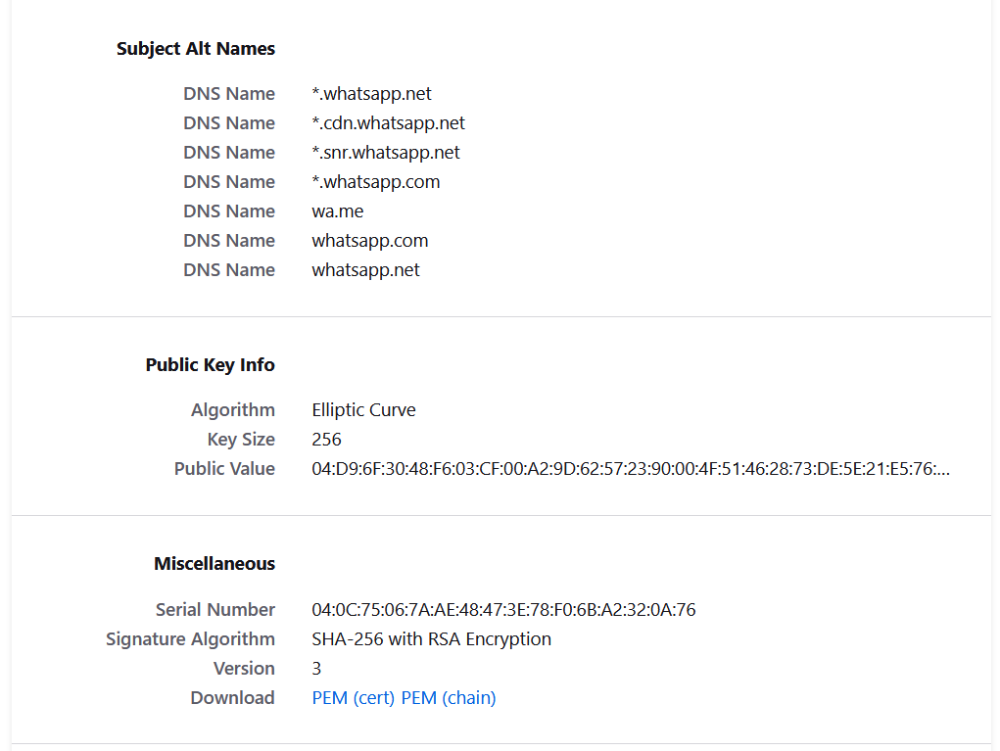 Subject Alt Names
DNS Name *.whatsapp.net
DNS Name *.cdn.whatsapp.net
DNS Name *.snr.whatsapp.net
DNS Name *.whatsapp.com
DNS Name wa.me
DNS Name whatsapp.com
DNS Name whatsapp.net
Public Key Info
Algorithm Elliptic Curve
Key Size 256
Public Value 04:D9:6F:30:48:F6:03:CF:00:A2:9D:62:57:23:90:00:4F:51:46:28:73:DE:5E:21:E5:76:...
Miscellaneous
Serial Number 04:0C:75:06:7A:AE:48:47:3E:78:F0:6B:A2:32:0A:76
Signature Algorithm SHA-256 with RSA Encryption
Version 3
Download PEM (cert) PEM (chain)